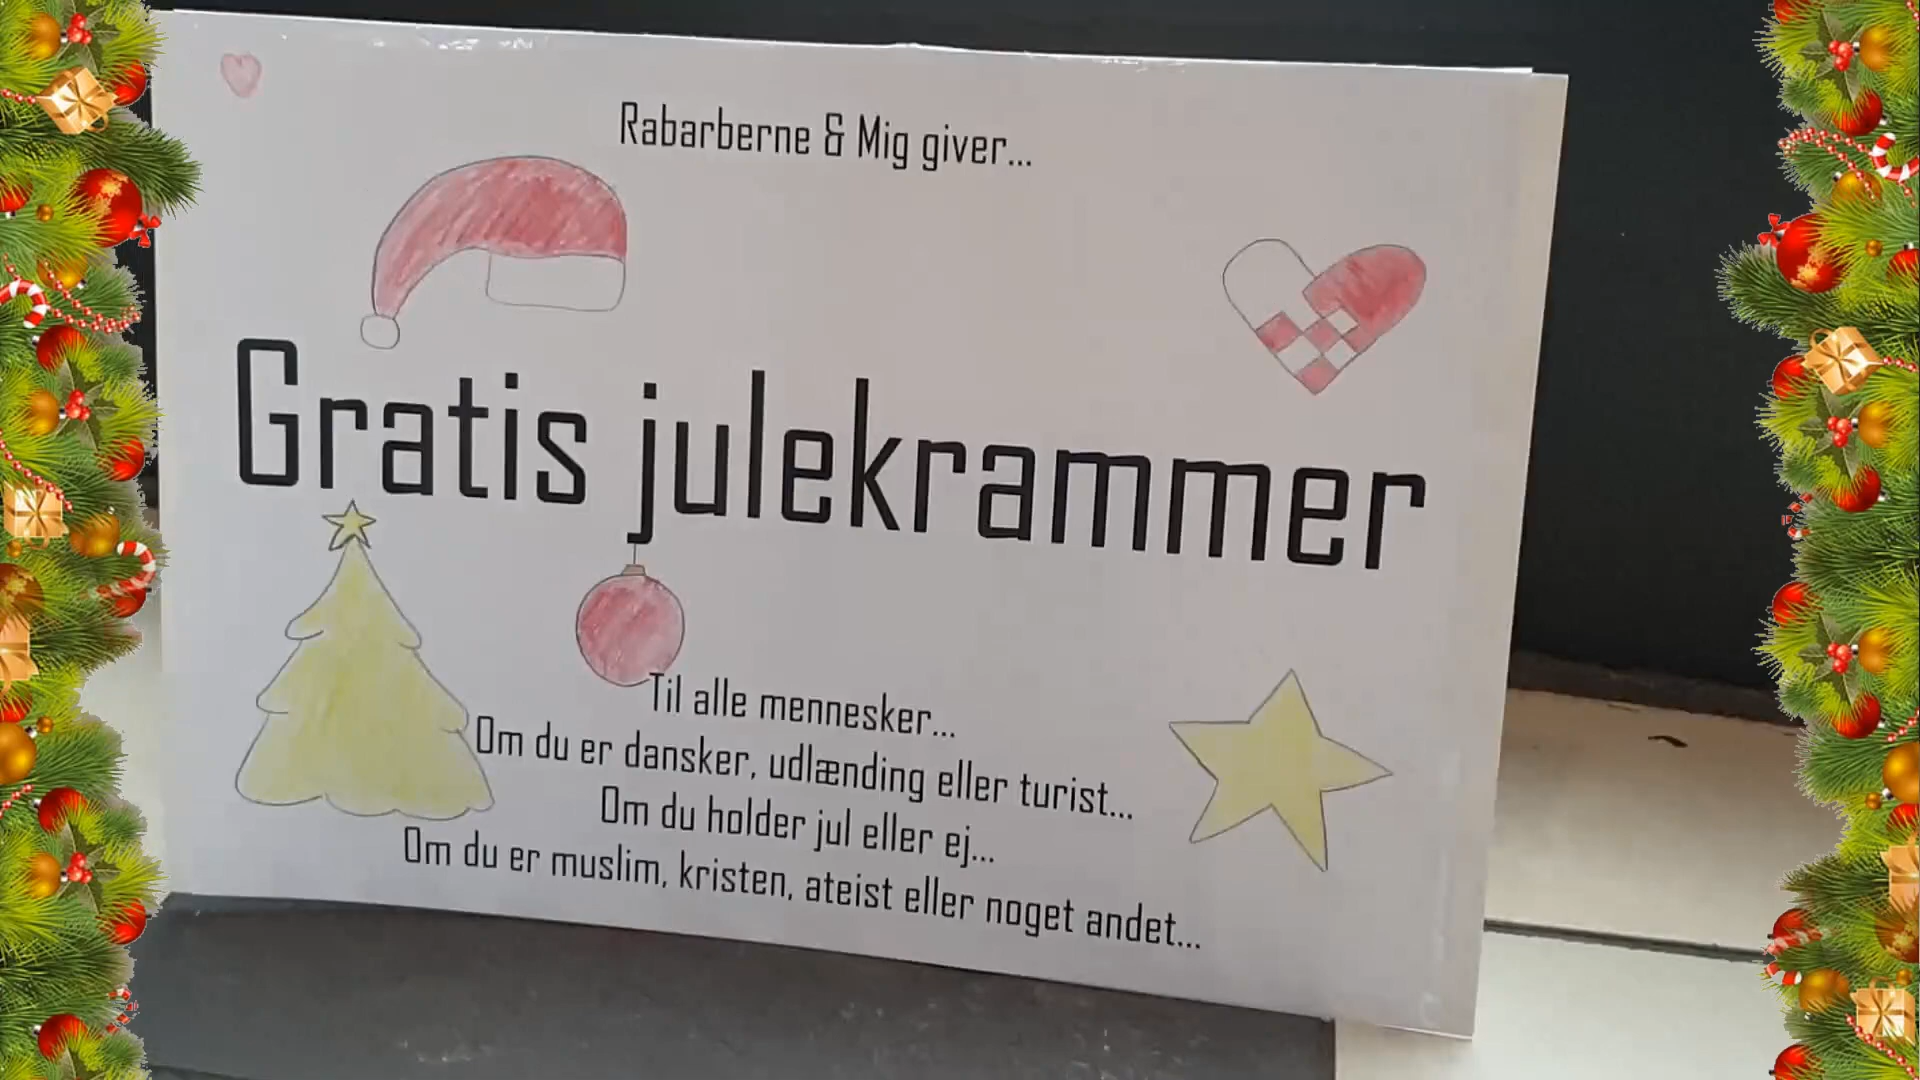 Rabarberne & Mig giver...
Gratis julekrammer
Til alle mennesker...
Om du er dansker, udlænding eller turist...
Om du holder jul eller ej...
Om du er muslim, kristen, ateist eller noget andet...